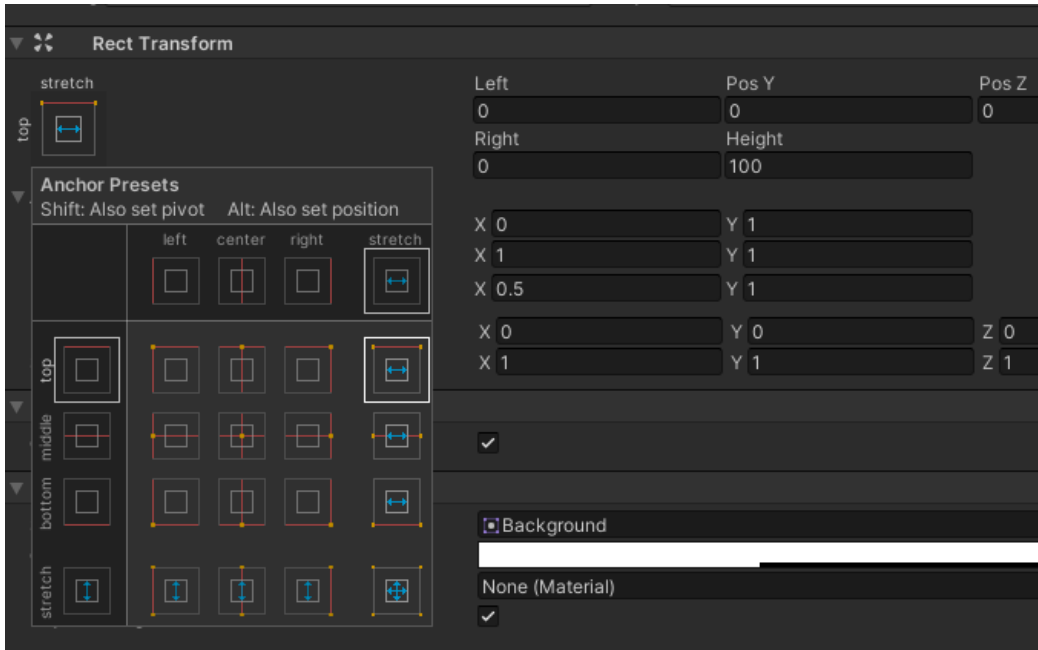 Rect Transform
stretch
top
Left Pos Y Pos Z
0 0 0
Right Height
0 100
Anchor Presets
Shift: Also set pivot Alt: Also set position
X 0 Y 1
X 1 Y 1
X 0.5 Y 1
X 0 Y 0 Z 0
X 1 Y 1 Z 1
left center right stretch
top
middle
bottom
stretch
Background
None (Material)